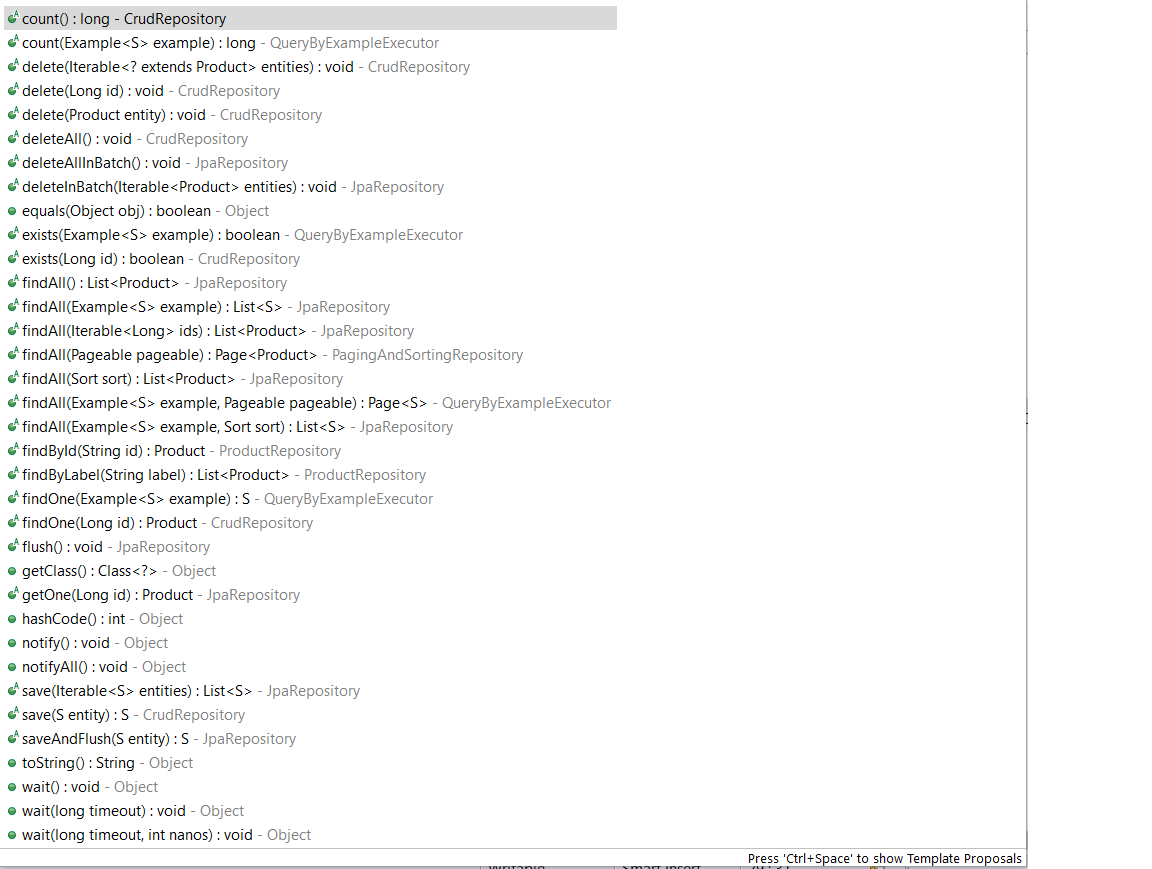 count() : long - CrudRepository
count(Example<S> example) : long - QueryByExampleExecutor
delete(Iterable<? extends Product> entities) : void - CrudRepository
delete(Long id) : void - CrudRepository
delete(Product entity) : void - CrudRepository
deleteAll() : void - CrudRepository
deleteAllInBatch() : void - JpaRepository
deleteInBatch(Iterable<Product> entities) : void - JpaRepository
equals(Object obj) : boolean - Object
exists(Example<S> example) : boolean - QueryByExampleExecutor
exists(Long id) : boolean - CrudRepository
findAll() : List<Product> - JpaRepository
findAll(Example<S> example) : List<S> - JpaRepository
findAll(Iterable<Long> ids) : List<Product> - JpaRepository
findAll(Pageable pageable) : Page<Product> - PagingAndSortingRepository
findAll(Sort sort) : List<Product> - JpaRepository
findAll(Example<S> example, Pageable pageable) : Page<S> - QueryByExampleExecutor
findAll(Example<S> example, Sort sort) : List<S> - JpaRepository
findById(String id) : Product - ProductRepository
findByLabel(String label) : List<Product> - ProductRepository
findOne(Example<S> example) : S - QueryByExampleExecutor
findOne(Long id) : Product - CrudRepository
flush() : void - JpaRepository
getClass() : Class<?> - Object
getOne(Long id) : Product - JpaRepository
hashCode() : int - Object
notify() : void - Object
notifyAll() : void - Object
save(Iterable<S> entities) : List<S> - JpaRepository
save(S entity) : S - CrudRepository
saveAndFlush(S entity) : S - JpaRepository
toString() : String - Object
wait() : void - Object
wait(long timeout) : void - Object
wait(long timeout, int nanos) : void - Object
Press 'Ctrl+Space' to show Template Proposals